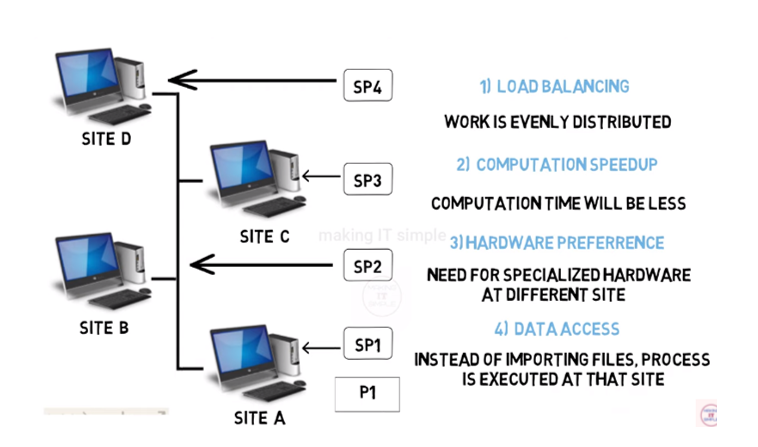 SP4
1) LOAD BALANCING
SITE D
WORK IS EVENLY DISTRIBUTED
2) COMPUTATION SPEEDUP
SP3
COMPUTATION TIME WILL BE LESS
SITE C
making IT simple
3)HARDWARE PREFERRENCE
SP2
NEED FOR SPECIALIZED HARDWARE
AT DIFFERENT SITE
SITE B
4) DATA ACCESS
SP1
INSTEAD OF IMPORTING FILES, PROCESS
IS EXECUTED AT THAT SITE
P1
SITE A